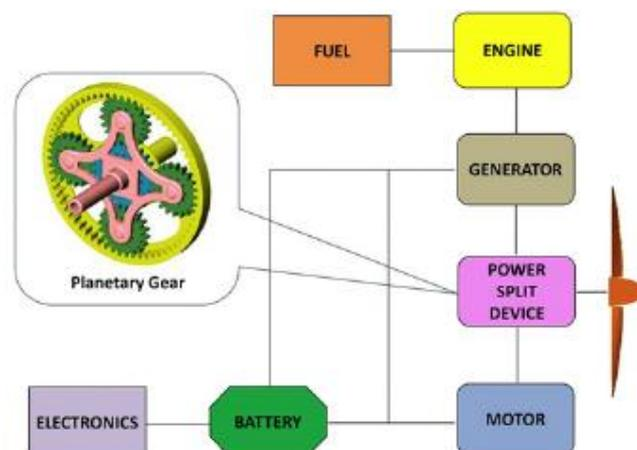 FUEL
ENGINE
GENERATOR
Planetary Gear
POWER
SPLIT
DEVICE
ELECTRONICS
BATTERY
MOTOR